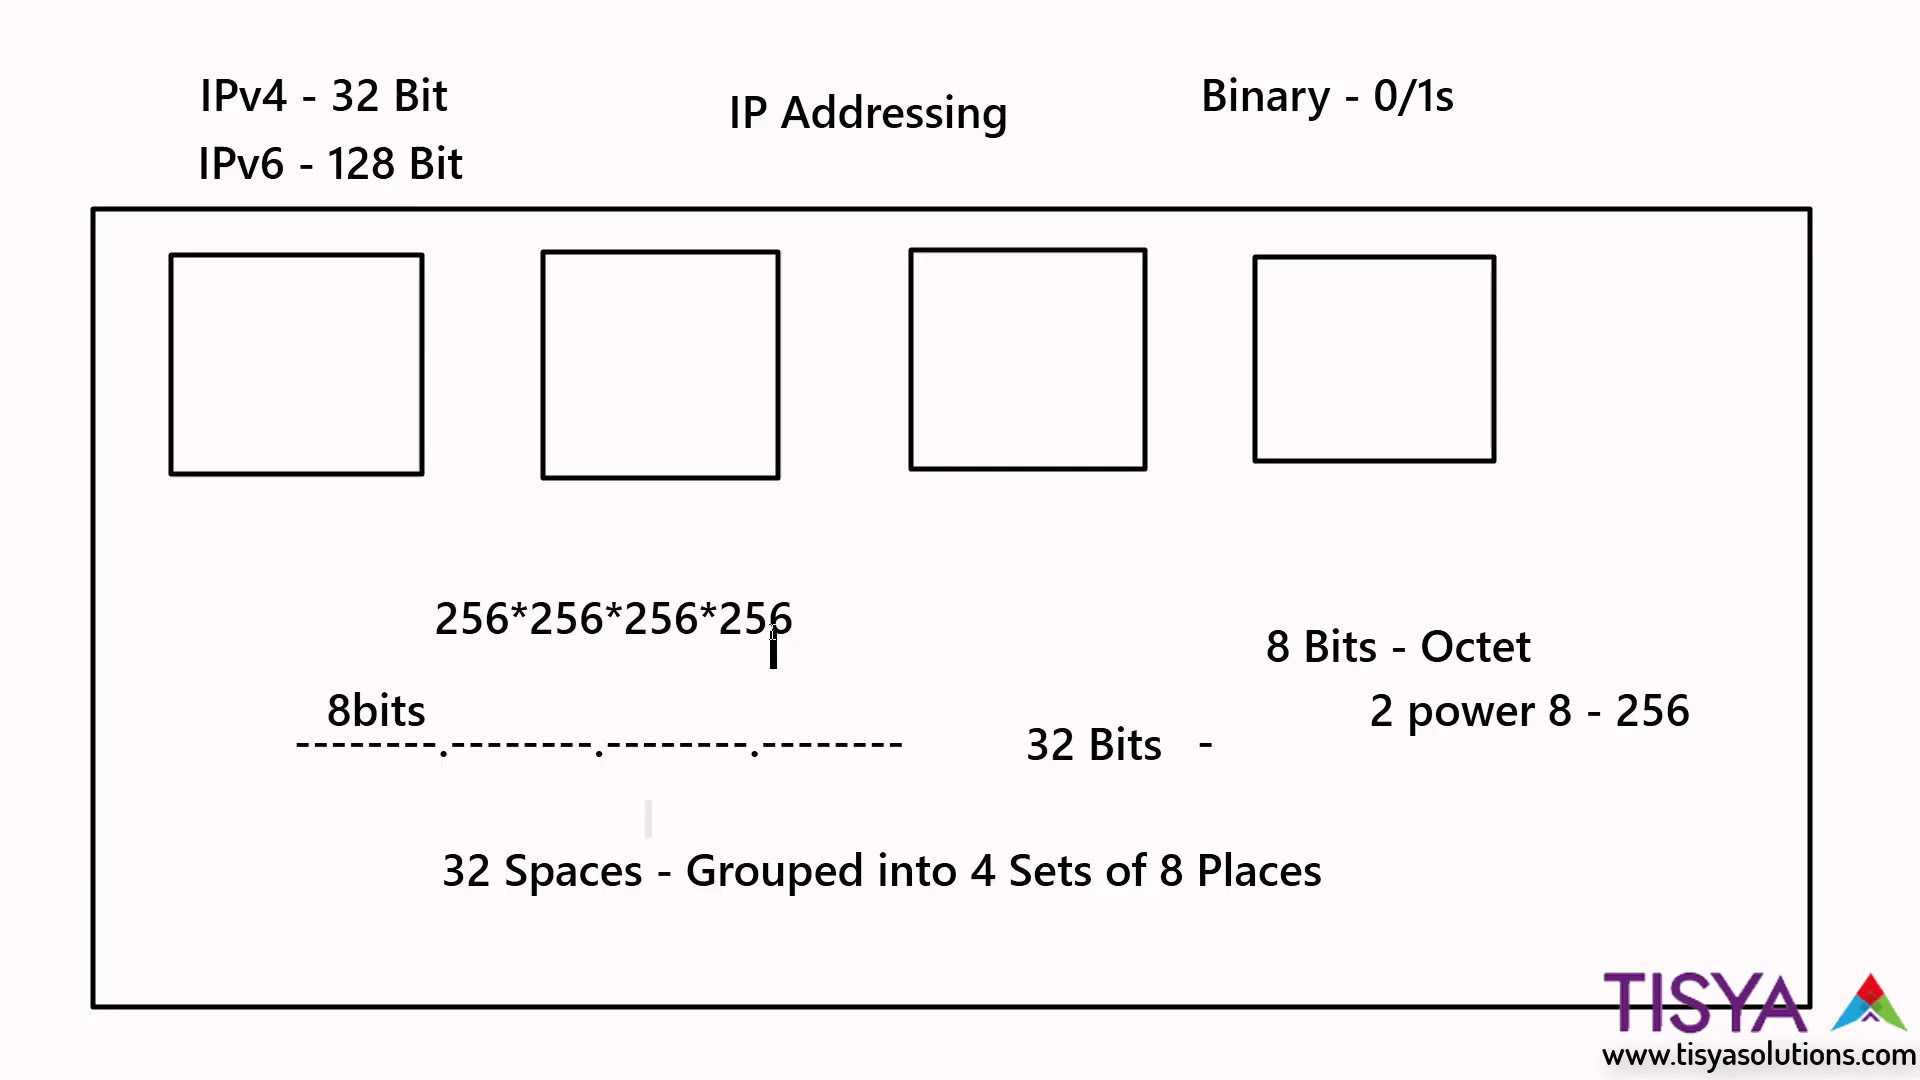 IPv4 - 32 Bit
IP Addressing
Binary - 0/1s
IPv6 - 128 Bit
256*256*256*256
8 Bits - Octet
8bits
2 power 8 - 256
--------.--------.--------.--------
32 Bits -
32 Spaces - Grouped into 4 Sets of 8 Places
TISYA
www.tisyasolutions.com